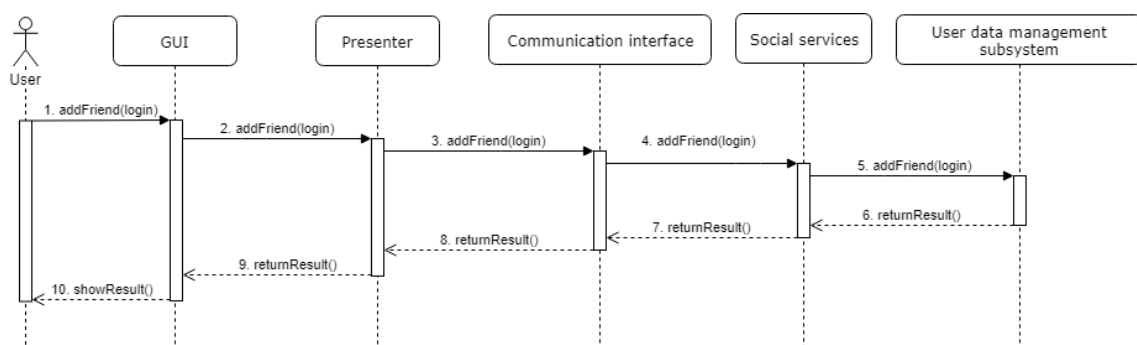 User
GUI
Presenter
Communication interface
Social services
User data management
subsystem
1. addFriend(login)
2. addFriend(login)
3. addFriend(login)
4. addFriend(login)
5. addFriend(login)
6. returnResult()
7. returnResult()
8. returnResult()
9. returnResult()
10. showResult()